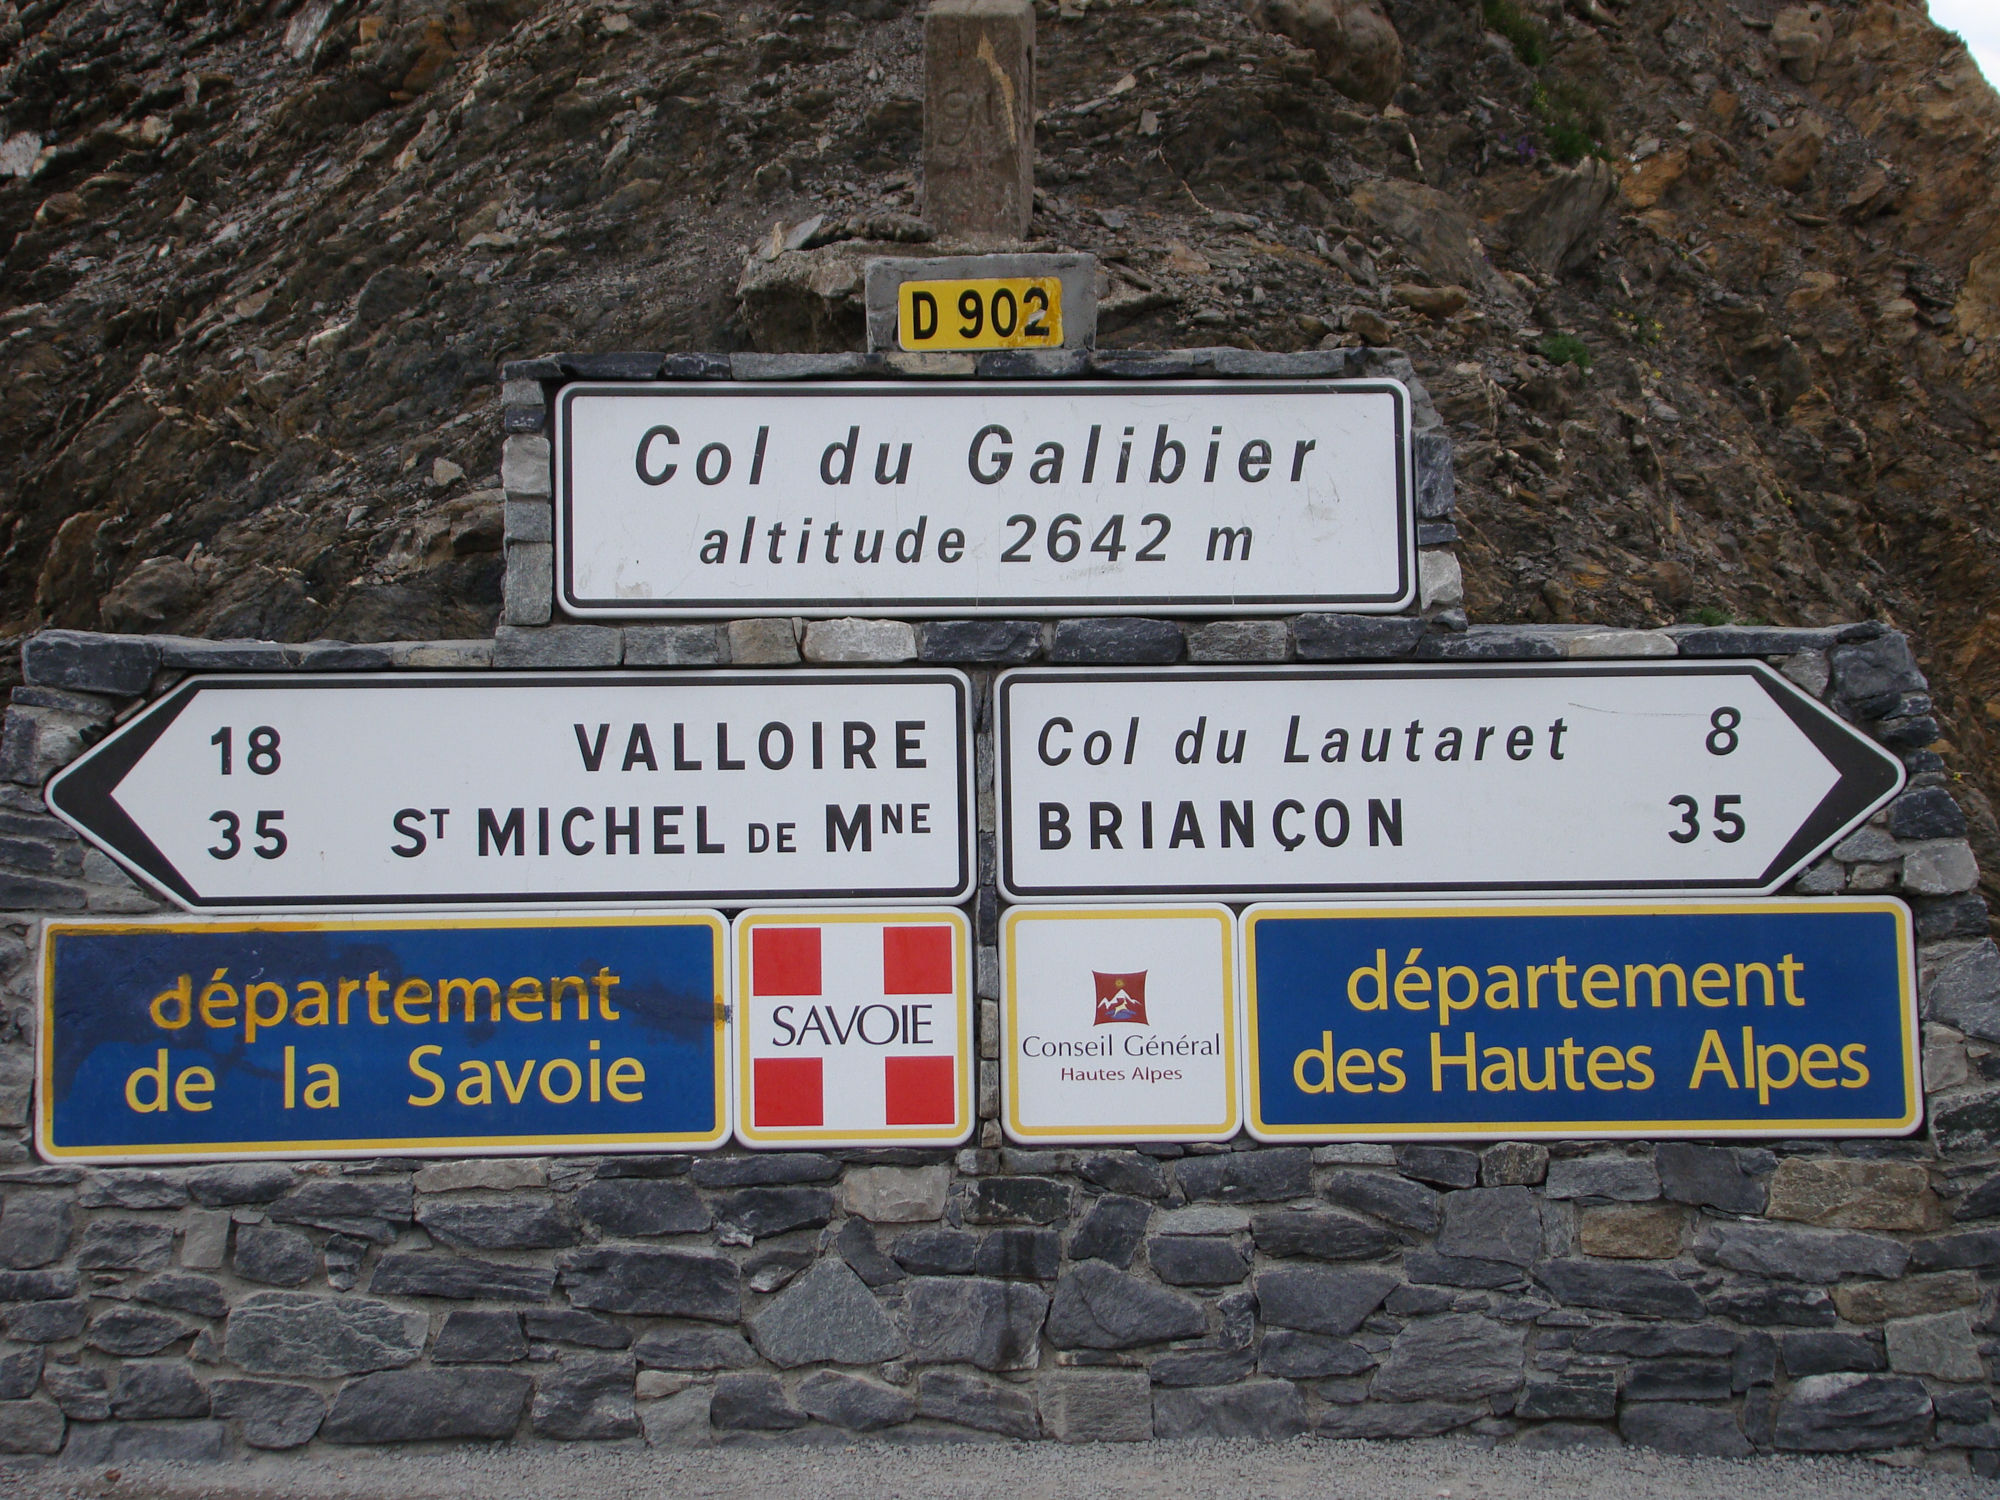 D 902
Col du Galibier
altitude 2642 m
18 VALLOIRE
35 ST MICHEL DE MNE
Col du Lautaret 8
BRIANÇON 35
département
de la Savoie
SAVOIE
Conseil Général
Hautes Alpes
département
des Hautes Alpes